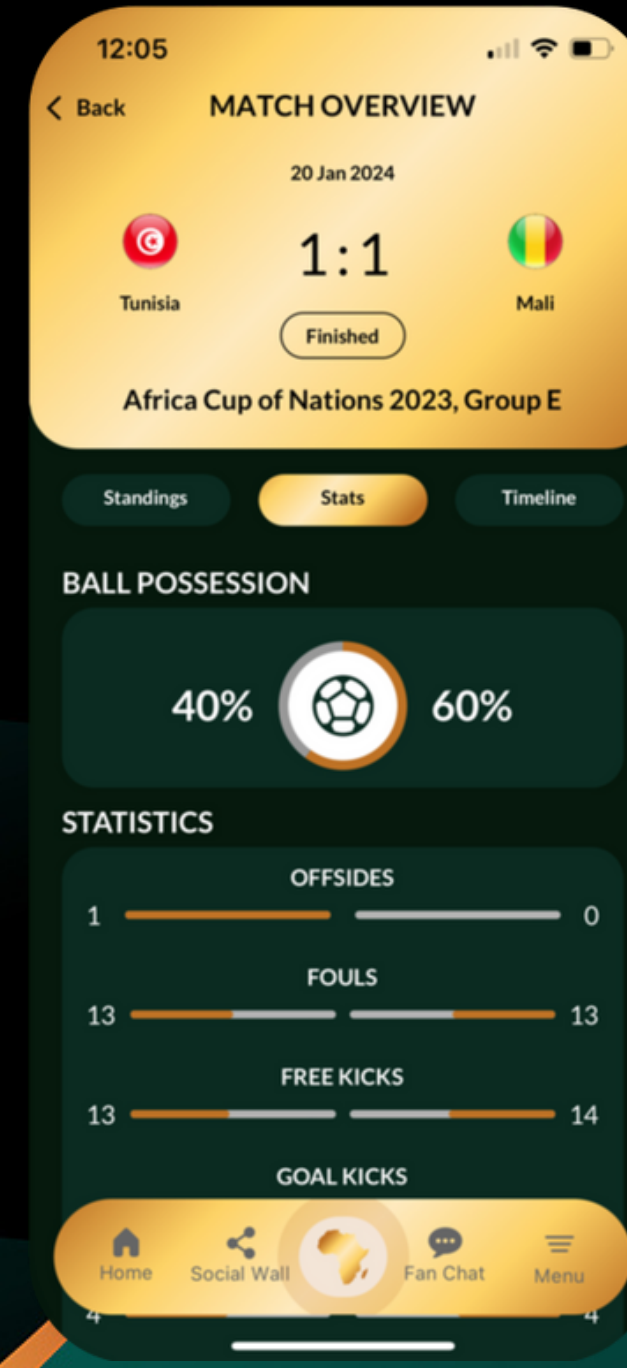 12:05
Back MATCH OVERVIEW
20 Jan 2024
1:1
Tunisia Mali
Finished
Africa Cup of Nations 2023, Group E
Standings Stats Timeline
BALL POSSESSION
40% 60%
STATISTICS
OFFSIDES
1 0
FOULS
13 13
FREE KICKS
13 14
GOAL KICKS
Home Social Wall Fan Chat Menu
4 4